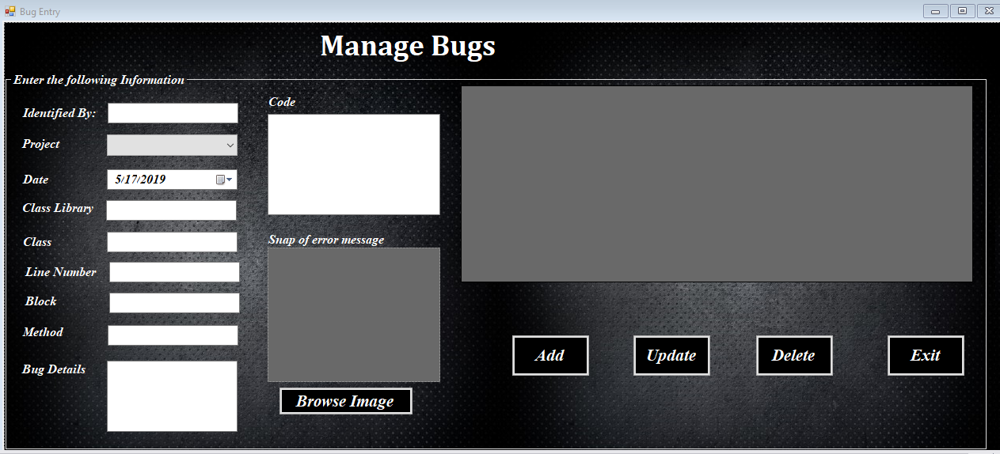 Bug Entry
Manage Bugs
Enter the following Information
Identified By:
Project
Date
5/17/2019
Class Library
Class
Line Number
Block
Method
Bug Details
Code
Snap of error message
Browse Image
Add
Update
Delete
Exit